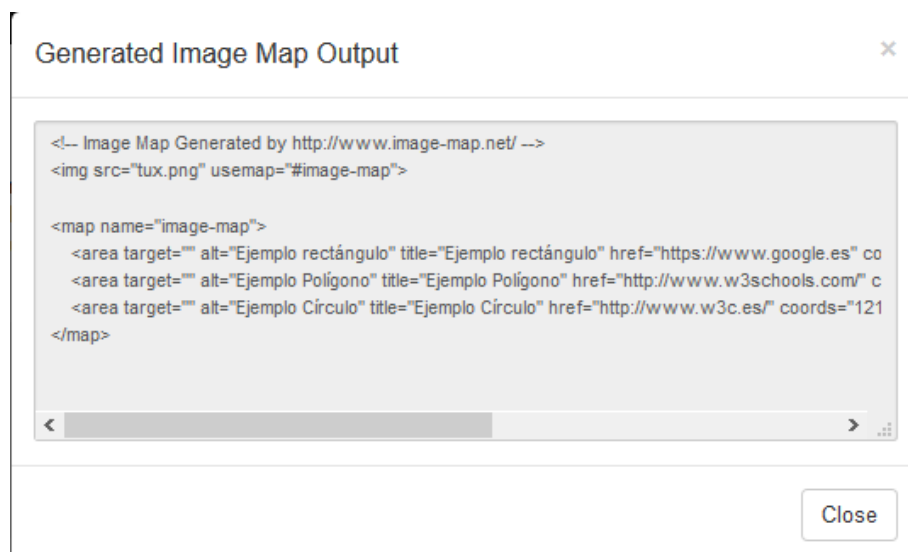 Generated Image Map Output
×
<!-- Image Map Generated by http://www.image-map.net/ -->
<img src="tux.png" usemap="#image-map">
<map name="image-map">
<area target="" alt="Ejemplo rectángulo" title="Ejemplo rectángulo" href="https://www.google.es" co
<area target="" alt="Ejemplo Polígono" title="Ejemplo Polígono" href="http://www.w3schools.com/" c
<area target="" alt="Ejemplo Círculo" title="Ejemplo Círculo" href="http://www.w3c.es/" coords="121
</map>
Close